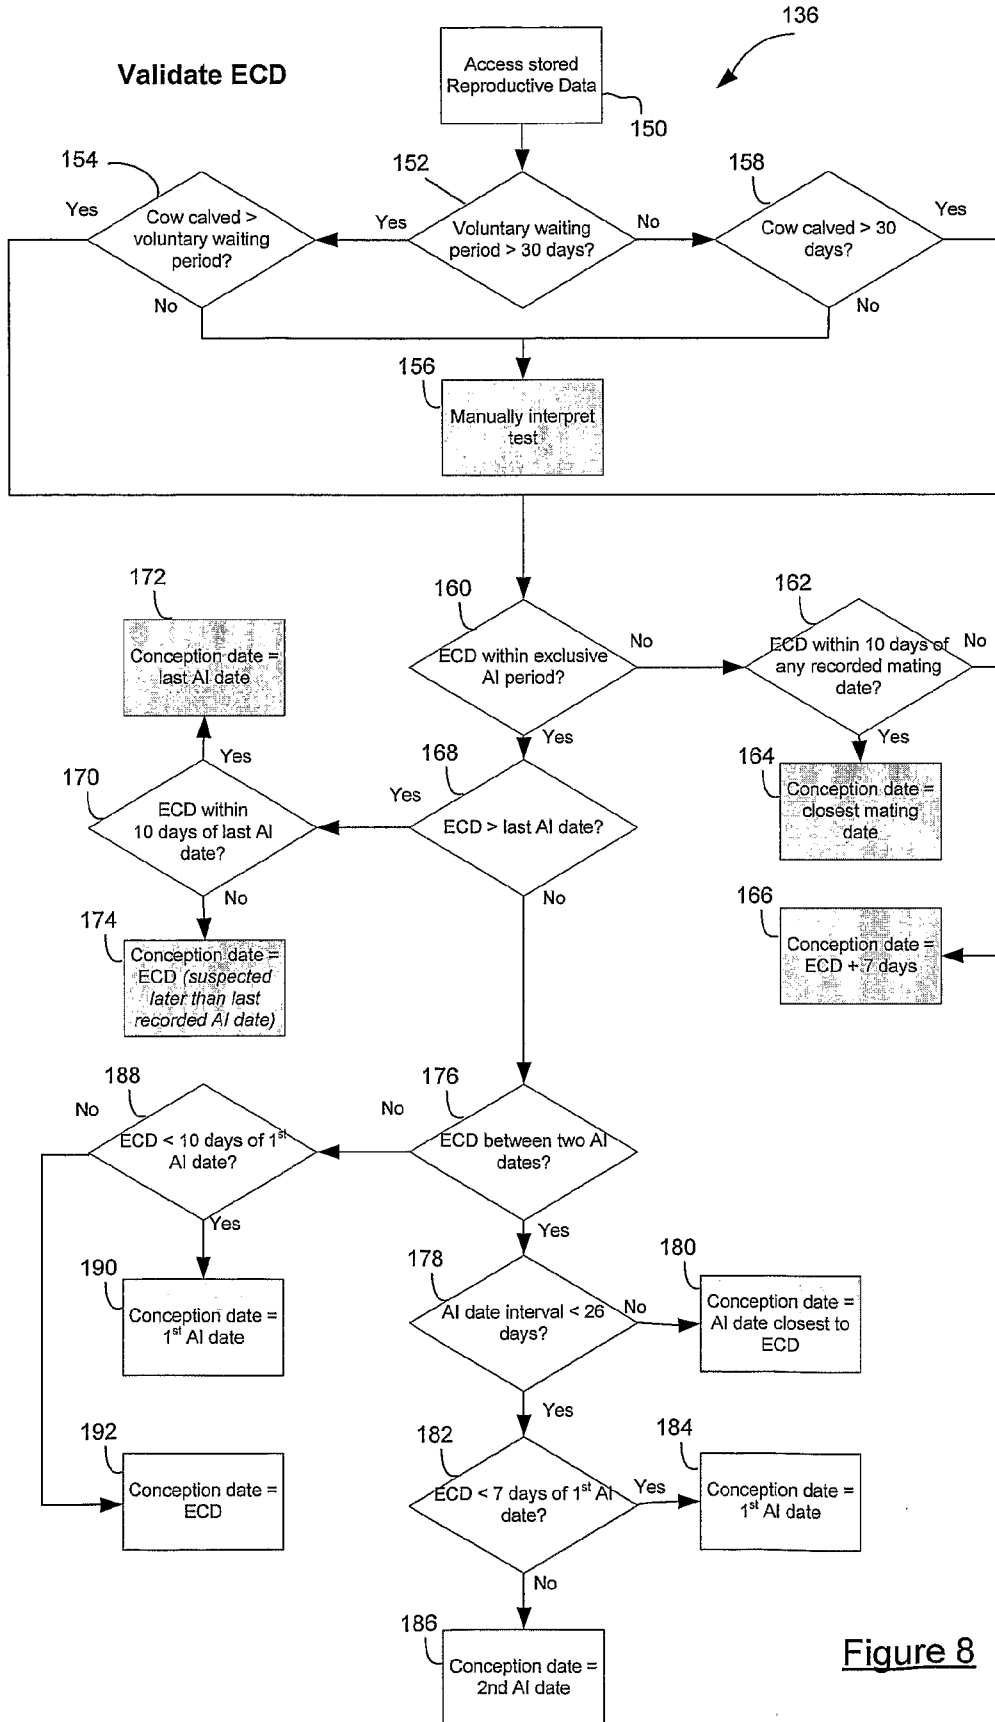 136
Validate ECD
Access stored
Reproductive Data
150
154
152
158
Yes
Cow calved >
voluntary waiting
period?
Yes
Voluntary waiting
period > 30 days?
No
Cow calved > 30
days?
Yes
No
No
156
Manually interpret
test
172
160
162
Conception date =
last AI date
ECD within exclusive
AI period?
No
ECD within 10 days of
any recorded mating
date?
No
Yes
Yes
Yes
170
168
164
ECD within
10 days of last AI
date?
Yes
ECD > last AI date?
Conception date =
closest mating
date
No
No
174
166
Conception date =
ECD (suspected
later than last
recorded AI date)
Conception date =
ECD + 7 days
188
176
No
ECD < 10 days of 1st
AI date?
No
ECD between two AI
dates?
Yes
Yes
190
178
180
Conception date =
1st AI date
AI date interval < 26
days?
No
Conception date =
AI date closest to
ECD
Yes
192
182
184
Conception date =
ECD
ECD < 7 days of 1st AI
date?
Yes
Conception date =
1st AI date
No
186
Conception date =
2nd AI date
Figure 8